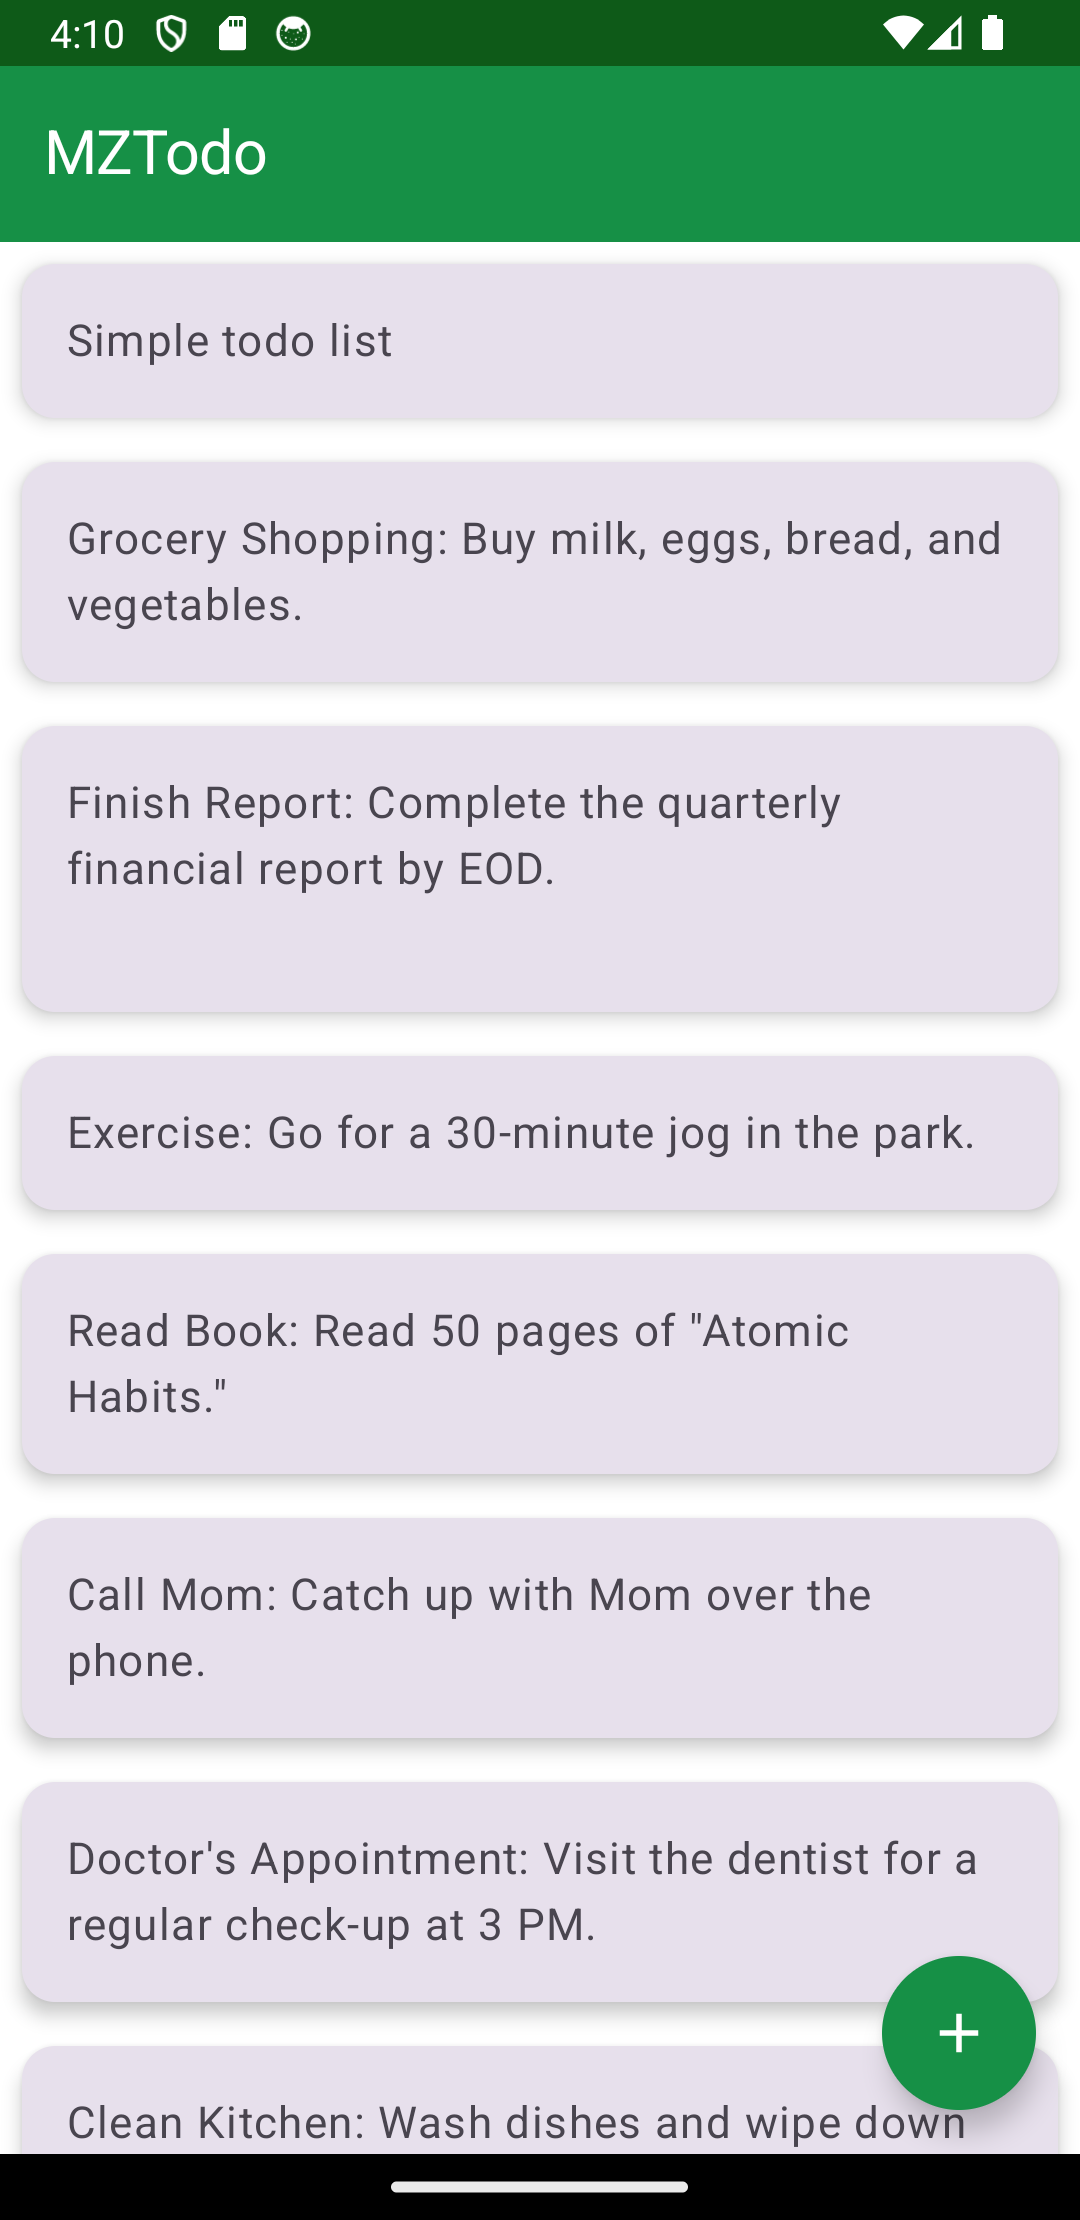 4:10
MZTodo
Simple todo list
Grocery Shopping: Buy milk, eggs, bread, and
vegetables.
Finish Report: Complete the quarterly
financial report by EOD.
Exercise: Go for a 30-minute jog in the park.
Read Book: Read 50 pages of "Atomic
Habits."
Call Mom: Catch up with Mom over the
phone.
Doctor's Appointment: Visit the dentist for a
regular check-up at 3 PM.
Clean Kitchen: Wash dishes and wipe down